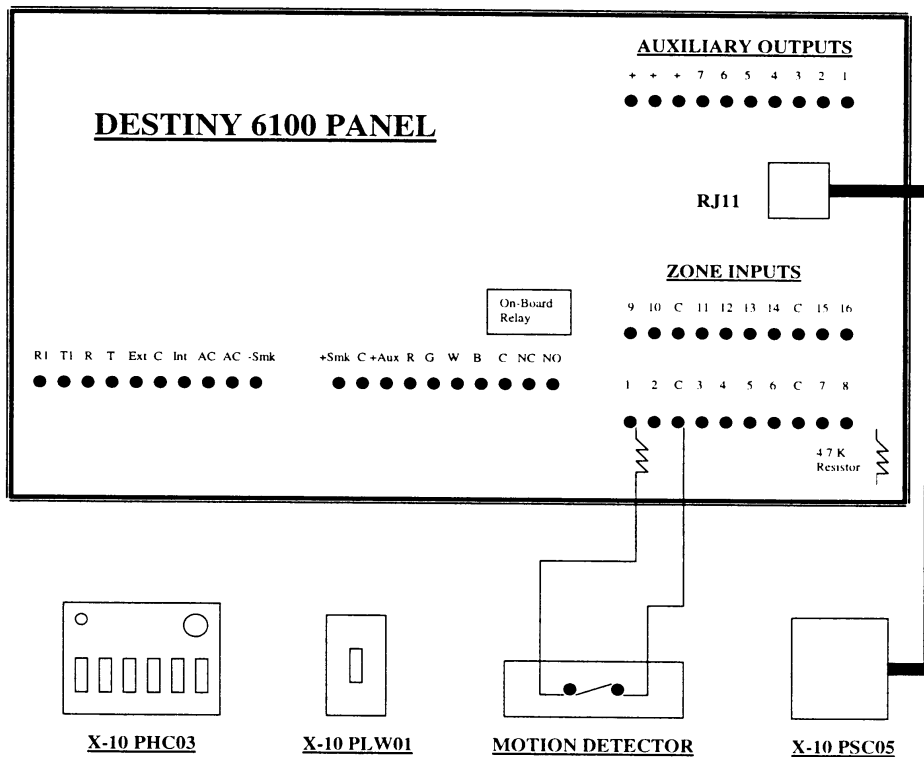 AUXILIARY OUTPUTS
+ + + 7 6 5 4 3 2 1
DESTINY 6100 PANEL
RJ11
ZONE INPUTS
On-Board
Relay
9 10 C 11 12 13 14 C 15 16
R1 T1 R T Ext C Int AC AC -Smk
+Smk C +Aux R G W B C NC NO
1 2 C 3 4 5 6 C 7 8
4.7 K
Resistor
X-10 PHC03
X-10 PLW01
MOTION DETECTOR
X-10 PSC05